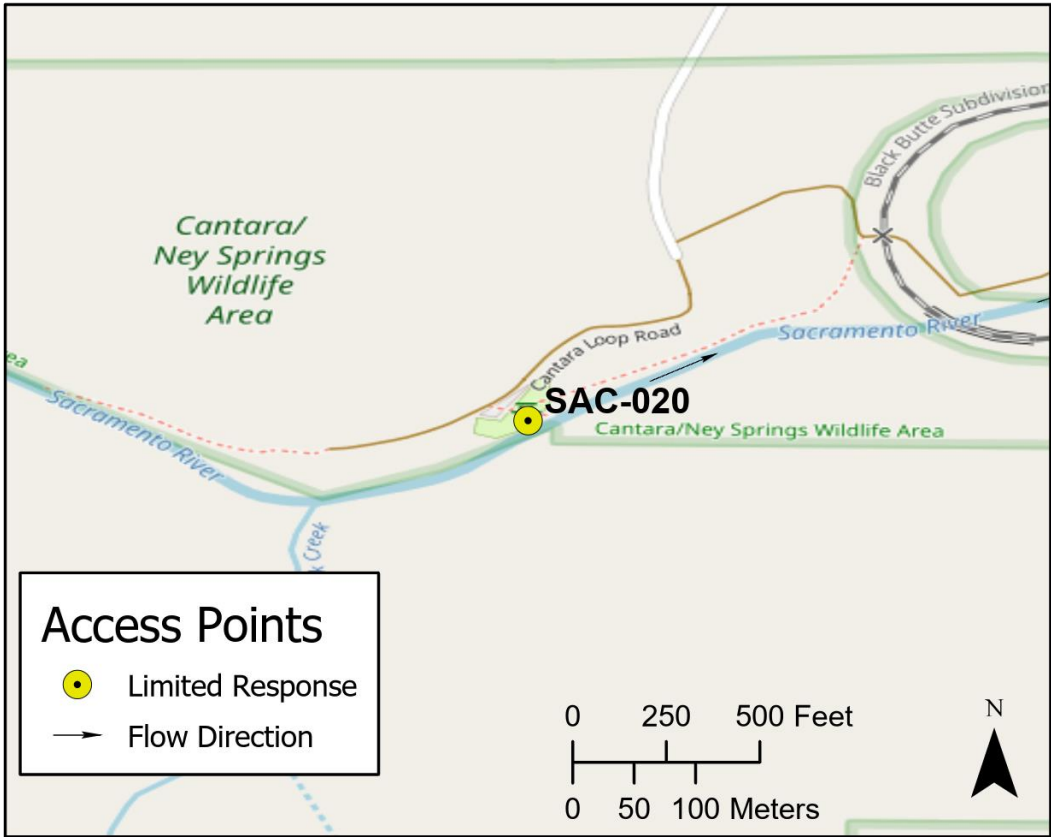 Black Butte Subdivision
Cantara/
Ney Springs
Wildlife
Area
Cantara Loop Road
Sacramento River
ea
SAC-020
Cantara/Ney Springs Wildlife Area
Sacramento River
k Creek
Access Points
Limited Response
Flow Direction
0 250 500 Feet
0 50 100 Meters
N